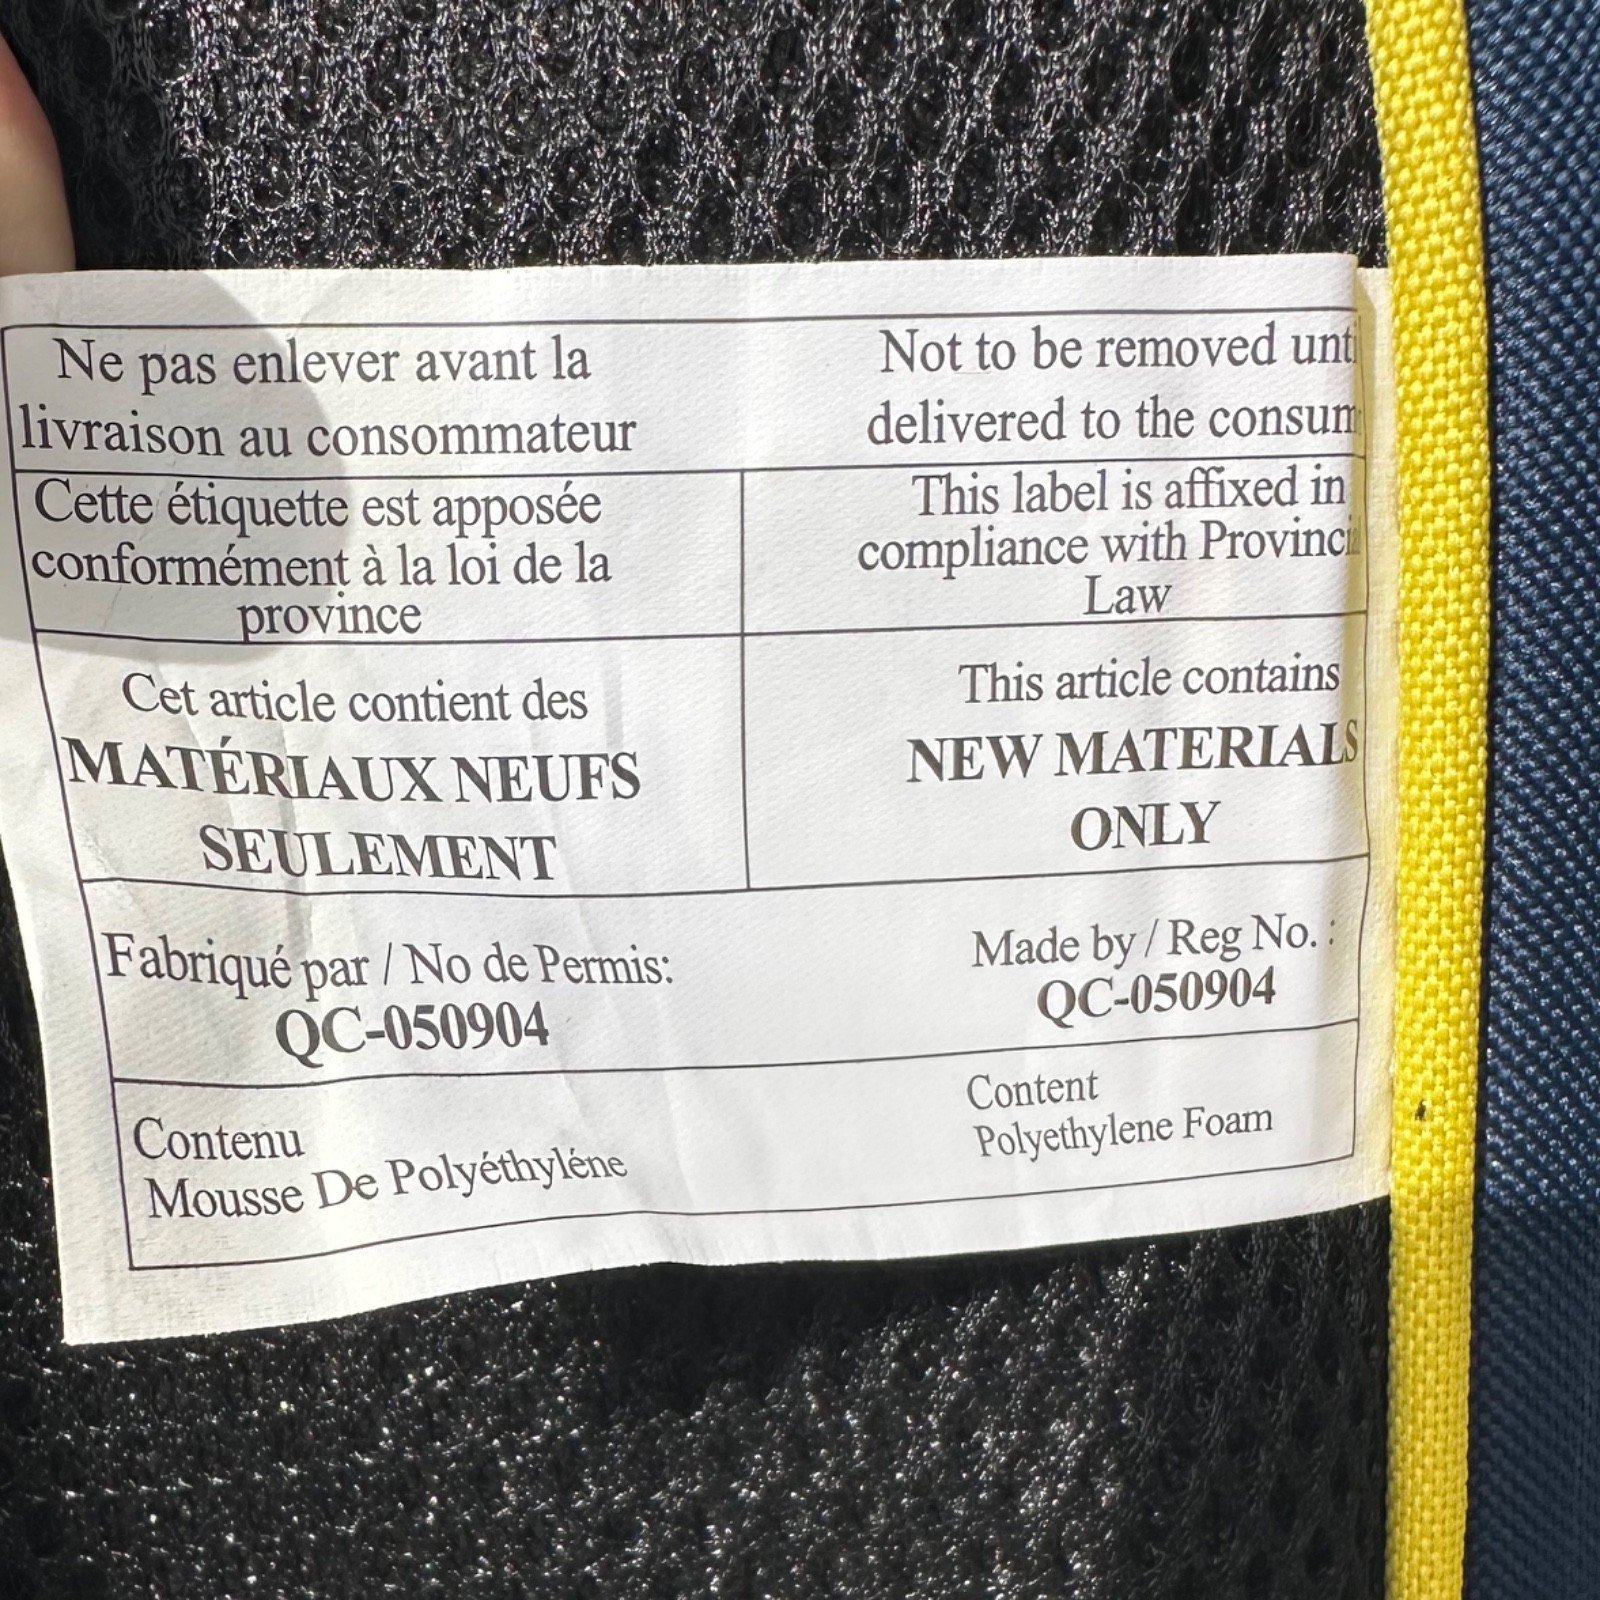 Ne pas enlever avant la
livraison au consommateur
Not to be removed
delivered to the
Cette étiquette est apposée
conformément à la loi de la
province
This label is affixed in
compliance with
Law
Cet article contient des
MATÉRIAUX NEUFS
SEULEMENT
This article contains
NEW MATERIALS
ONLY
Fabriqué par / No de Permis:
QC-050904
Made by / Reg No. :
QC-050904
Contenu
Mousse De Polyéthyléne
Content
Polyethylene Foam